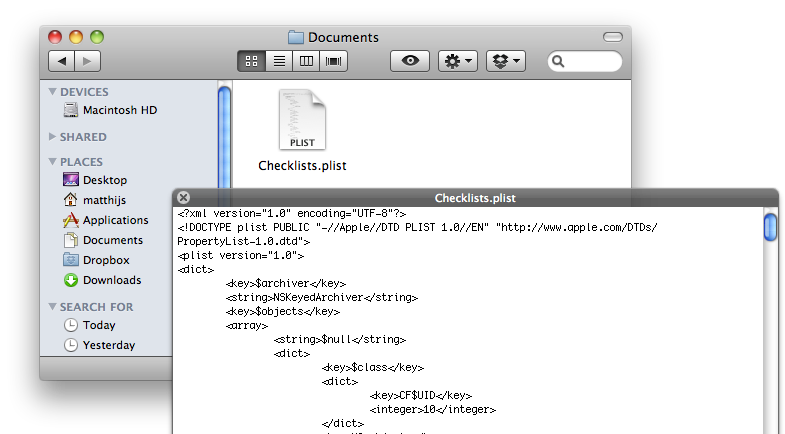 Documents
DEVICES
Macintosh HD
SHARED
PLACES
Desktop
matthijs
Applications
Documents
Dropbox
Downloads
SEARCH FOR
Today
Yesterday
PLIST
Checklists.plist
Checklists.plist
<?xml version="1.0" encoding="UTF-8"?>
<!DOCTYPE plist PUBLIC "-//Apple//DTD PLIST 1.0//EN" "http://www.apple.com/DTDs/
PropertyList-1.0.dtd">
<plist version="1.0">
<dict>
<key>$archiver</key>
<string>NSKeyedArchiver</string>
<key>$objects</key>
<array>
<string>$null</string>
<dict>
<key>$class</key>
<dict>
<key>CF$UID</key>
<integer>10</integer>
</dict>